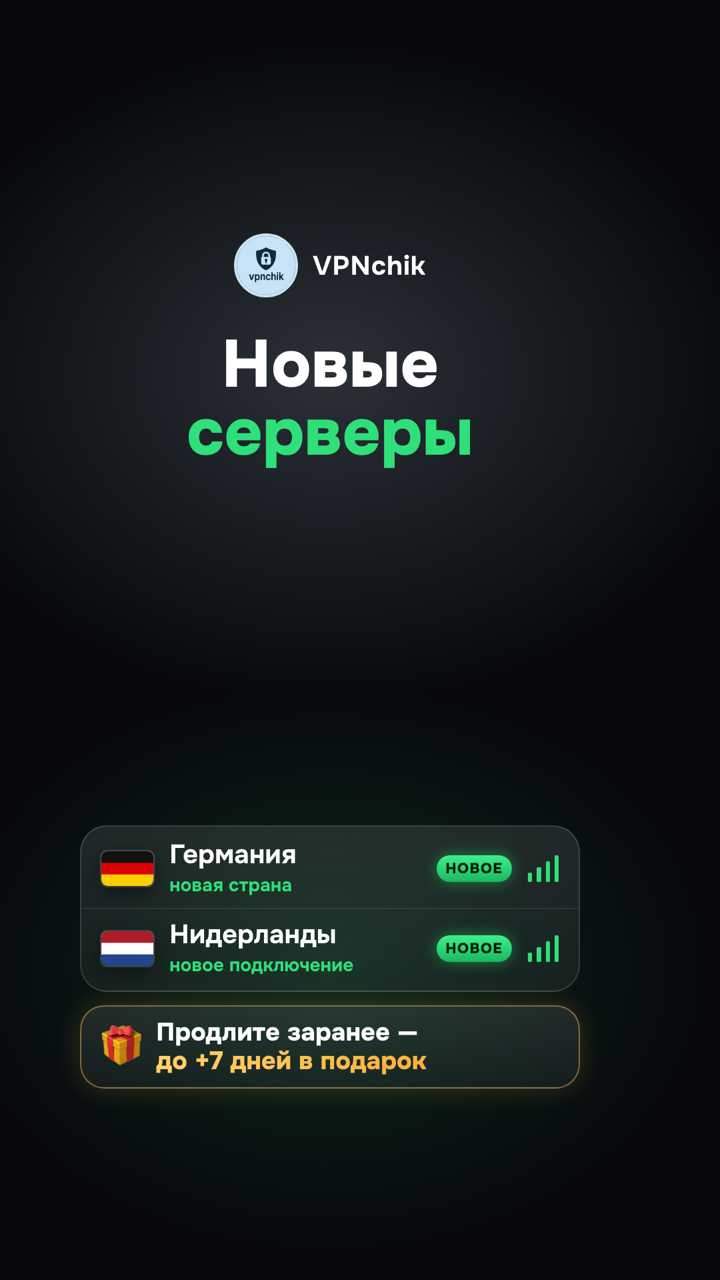 vpnchik
VPNchik
Новые
серверы
Германия
новая страна
НОВОЕ
Нидерланды
новое подключение
НОВОЕ
Продлите заранее —
до +7 дней в подарок